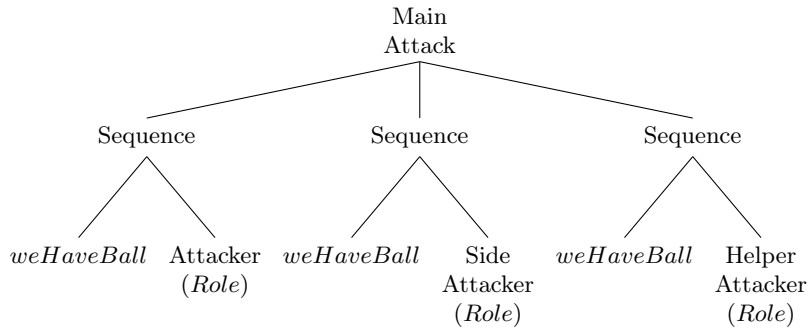 Main
Attack
Sequence
Sequence
Sequence
weHaveBall
Attacker
(Role)
weHaveBall
Side
Attacker
(Role)
weHaveBall
Helper
Attacker
(Role)